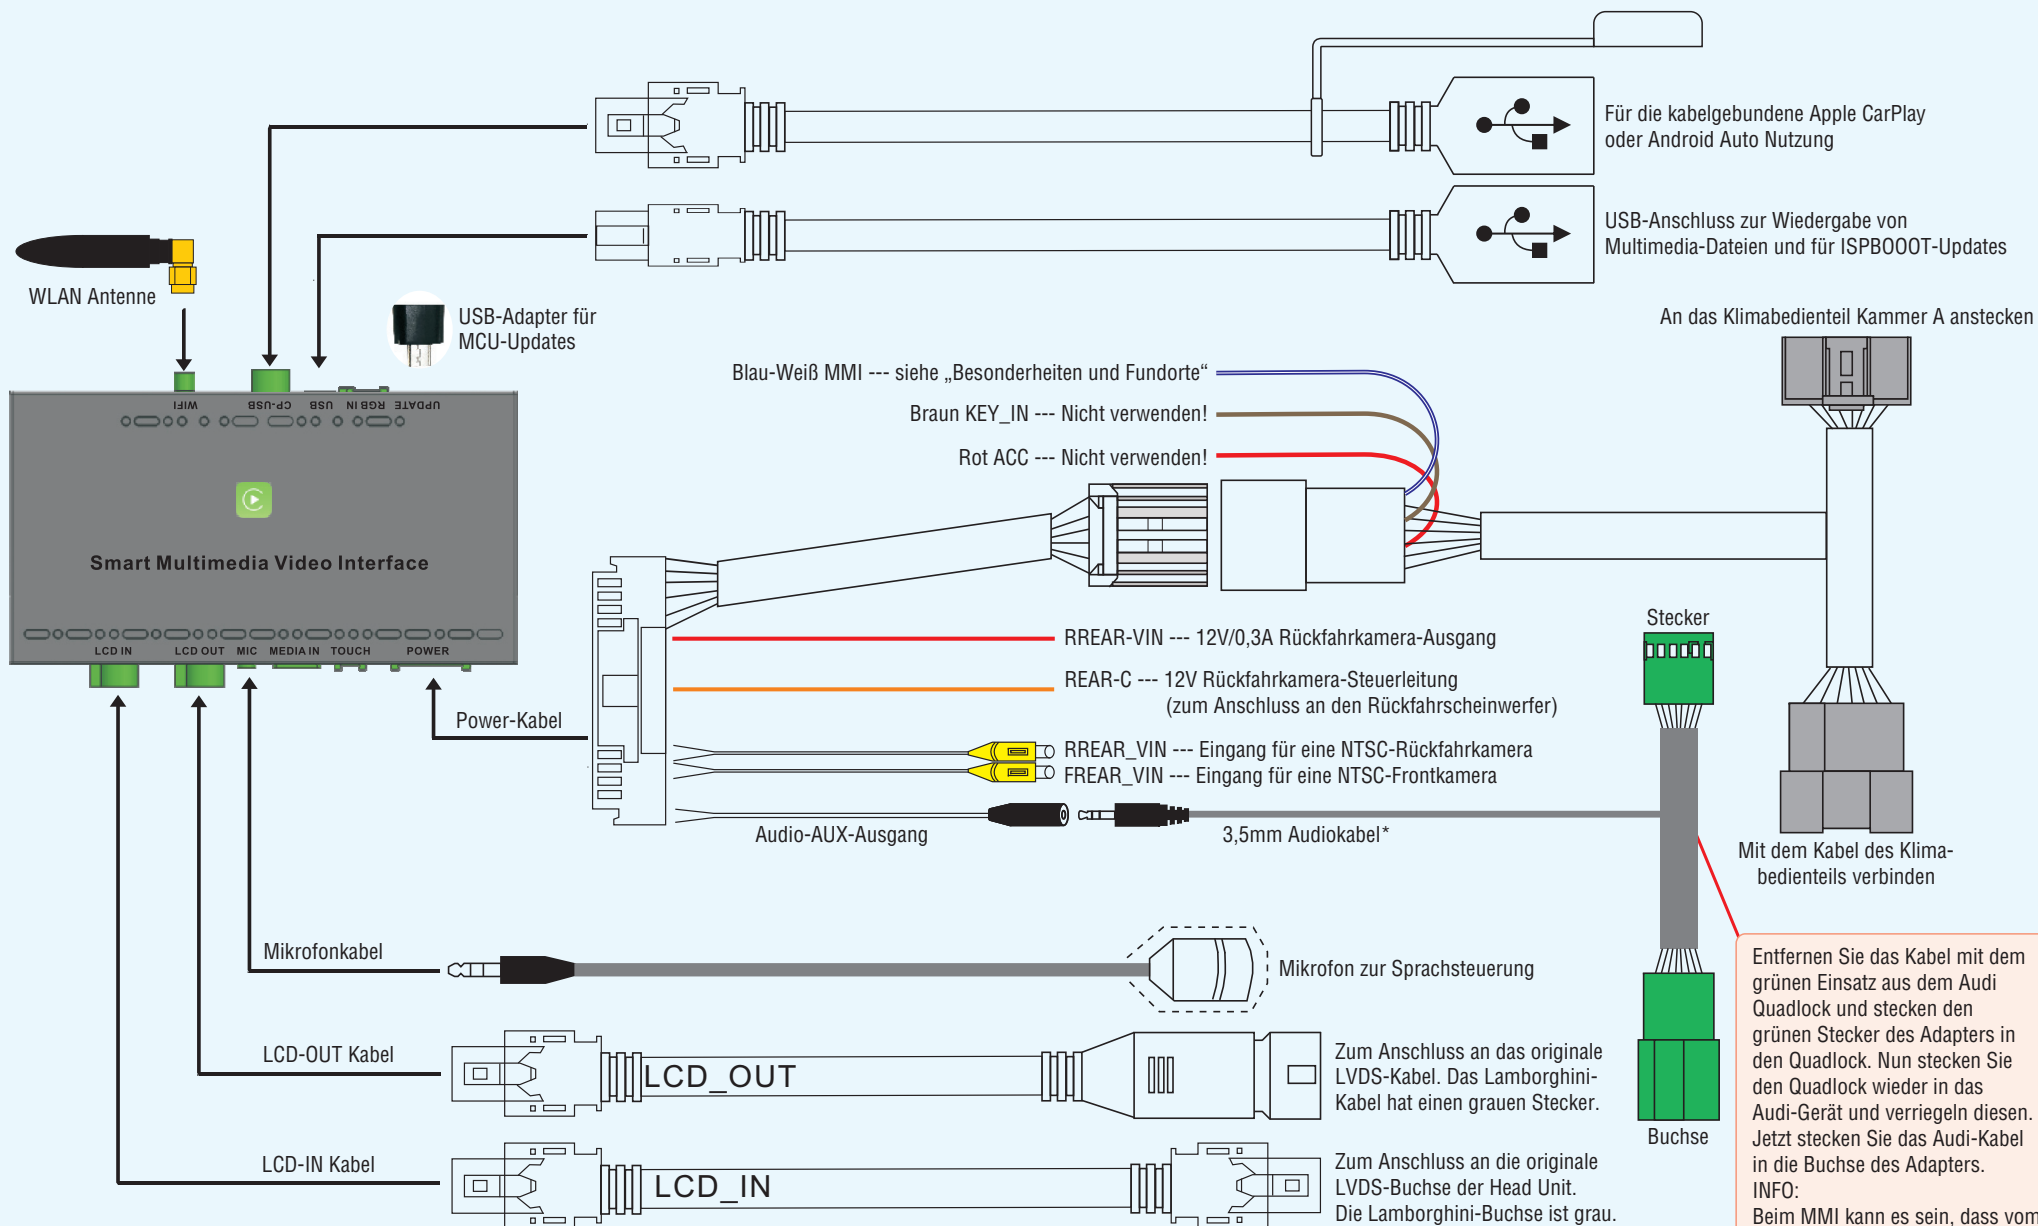 Für die kabelgebundene Apple CarPlay
oder Android Auto Nutzung
USB-Anschluss zur Wiedergabe von
Multimedia-Dateien und für ISPBOOOT-Updates
WLAN Antenne
USB-Adapter für
MCU-Updates
An das Klimabedienteil Kammer A anstecken
Blau-Weiß MMI --- siehe „Besonderheiten und Fundorte“
Braun KEY_IN --- Nicht verwenden!
Rot ACC --- Nicht verwenden!
WIFI
CP-USB
USB
RGB IN
UPDATE
Smart Multimedia Video Interface
LCD IN
LCD OUT
MIC
MEDIA IN
TOUCH
POWER
Power-Kabel
RREAR-VIN --- 12V/0,3A Rückfahrkamera-Ausgang
REAR-C --- 12V Rückfahrkamera-Steuerleitung
(zum Anschluss an den Rückfahrscheinwerfer)
RREAR_VIN --- Eingang für eine NTSC-Rückfahrkamera
FREAR_VIN --- Eingang für eine NTSC-Frontkamera
Audio-AUX-Ausgang
3,5mm Audiokabel*
Stecker
Mit dem Kabel des Klima-
bedienteils verbinden
Mikrofonkabel
Mikrofon zur Sprachsteuerung
LCD-OUT Kabel
LCD_OUT
Zum Anschluss an das originale
LVDS-Kabel. Das Lamborghini-
Kabel hat einen grauen Stecker.
LCD-IN Kabel
LCD_IN
Zum Anschluss an die originale
LVDS-Buchse der Head Unit.
Die Lamborghini-Buchse ist grau.
Buchse
Entfernen Sie das Kabel mit dem
grünen Einsatz aus dem Audi
Quadlock und stecken den
grünen Stecker des Adapters in
den Quadlock. Nun stecken Sie
den Quadlock wieder in das
Audi-Gerät und verriegeln diesen.
Jetzt stecken Sie das Audi-Kabel
in die Buchse des Adapters.
INFO:
Beim MMI kann es sein, dass vom